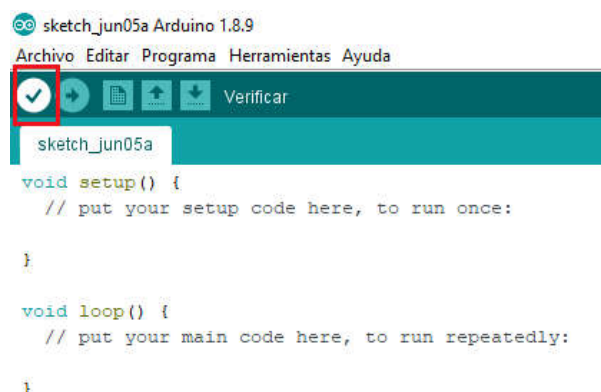 sketch_jun05a Arduino 1.8.9
Archivo Editar Programa Herramientas Ayuda
Verificar
sketch_jun05a
void setup() {
  // put your setup code here, to run once:
}
void loop() {
  // put your main code here, to run repeatedly:
}